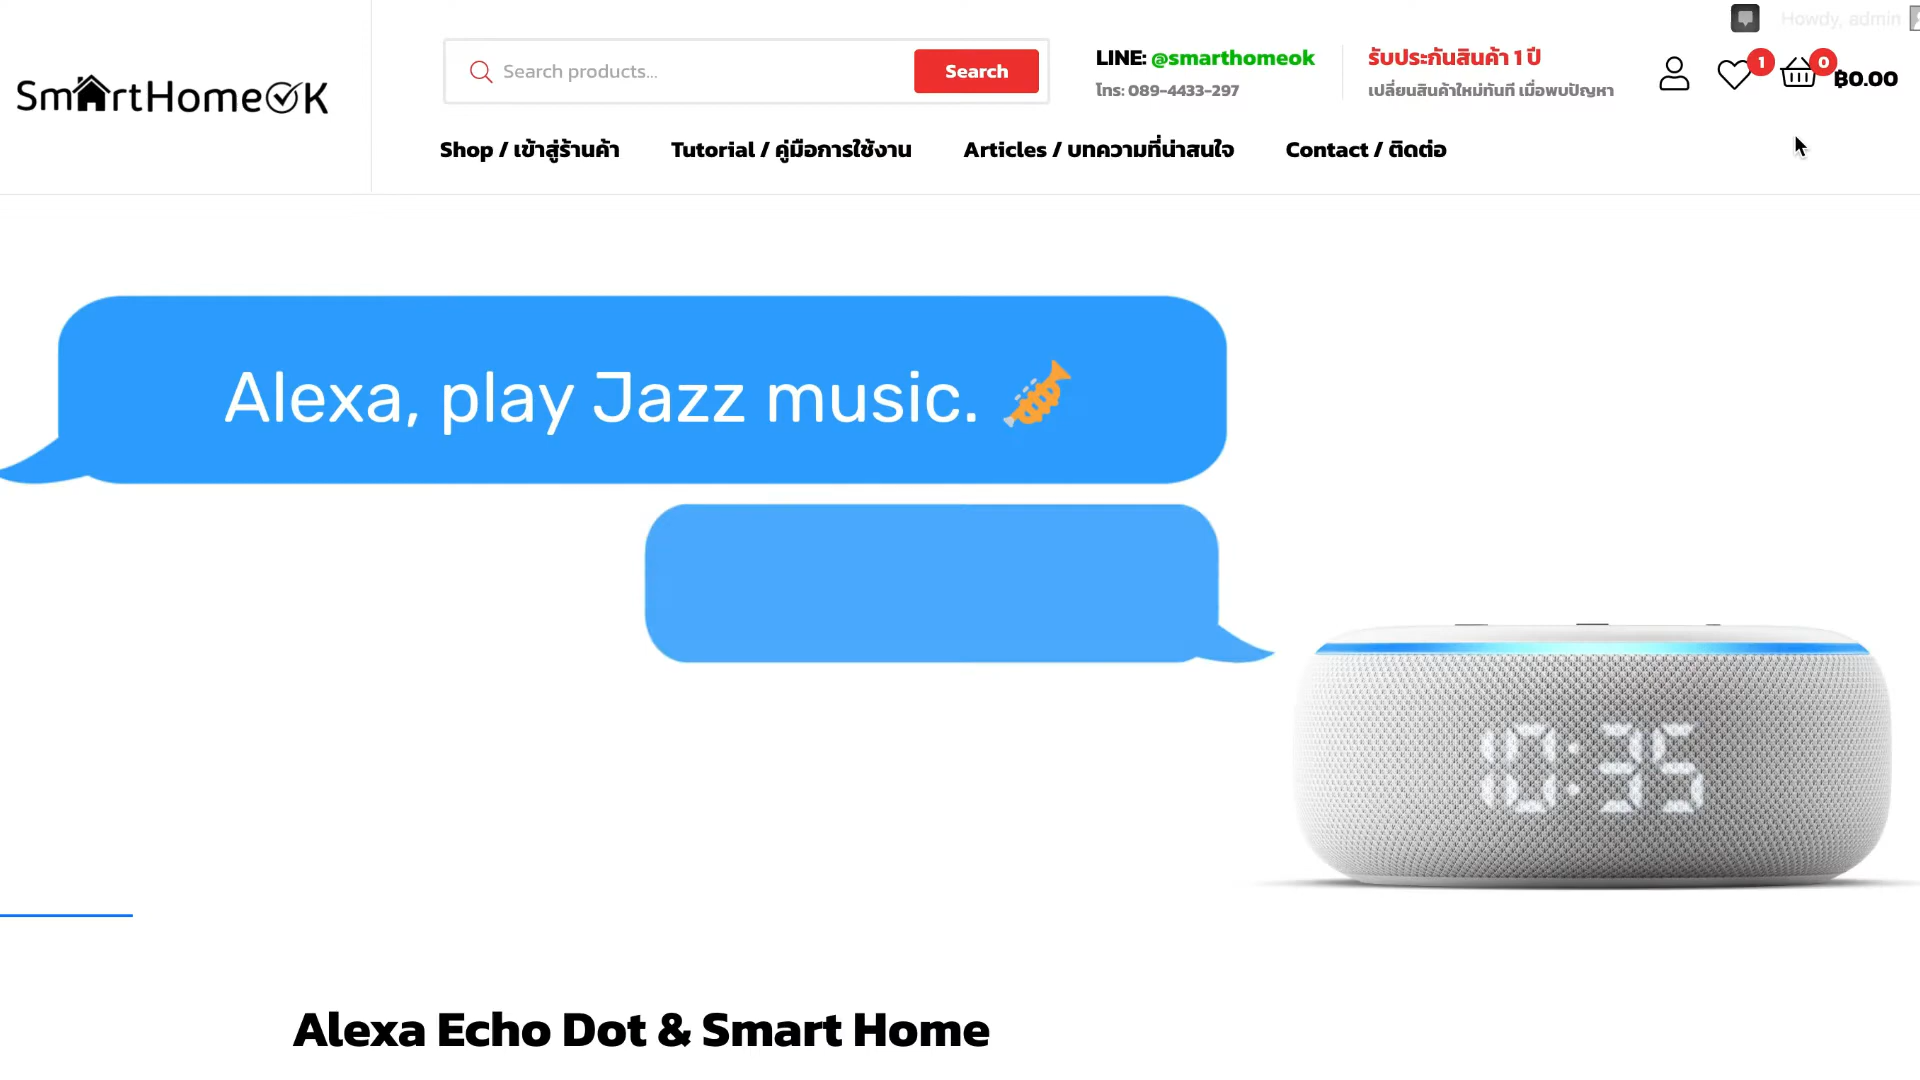 Howdy, admin
SmartHomeOK
Search products...
Search
LINE: @smarthomeok
โทร: 089-4433-297
รับประกันสินค้า 1 ปี
เปลี่ยนสินค้าใหม่ทันที เมื่อพบปัญหา
1
0
฿0.00
Shop / เข้าสู่ร้านค้า
Tutorial / คู่มือการใช้งาน
Articles / บทความที่น่าสนใจ
Contact / ติดต่อ
Alexa, play Jazz music.
10:35
Alexa Echo Dot & Smart Home